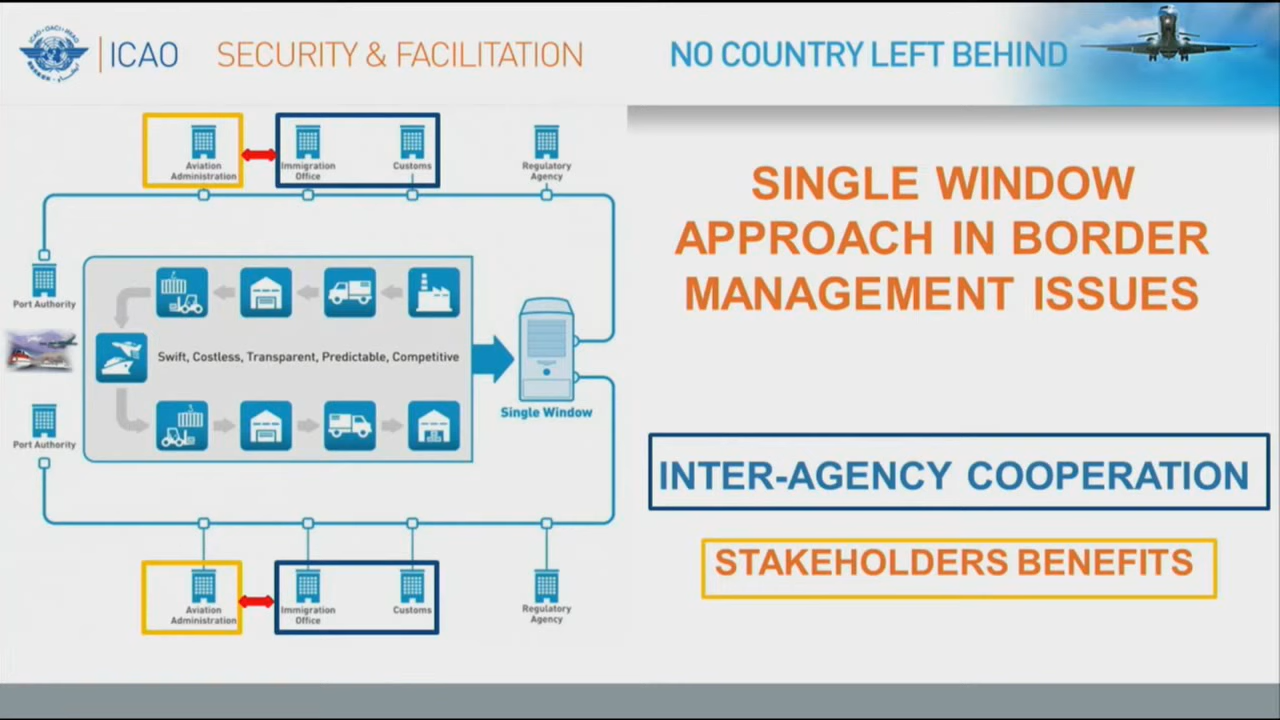 ICAO
SECURITY & FACILITATION
NO COUNTRY LEFT BEHIND
Aviation
Administration
Immigration
Office
Customs
Regulatory
Agency
Port Authority
Swift, Costless, Transparent, Predictable, Competitive
Single Window
Port Authority
Aviation
Administration
Immigration
Office
Customs
Regulatory
Agency
SINGLE WINDOW
APPROACH IN BORDER
MANAGEMENT ISSUES
INTER-AGENCY COOPERATION
STAKEHOLDERS BENEFITS